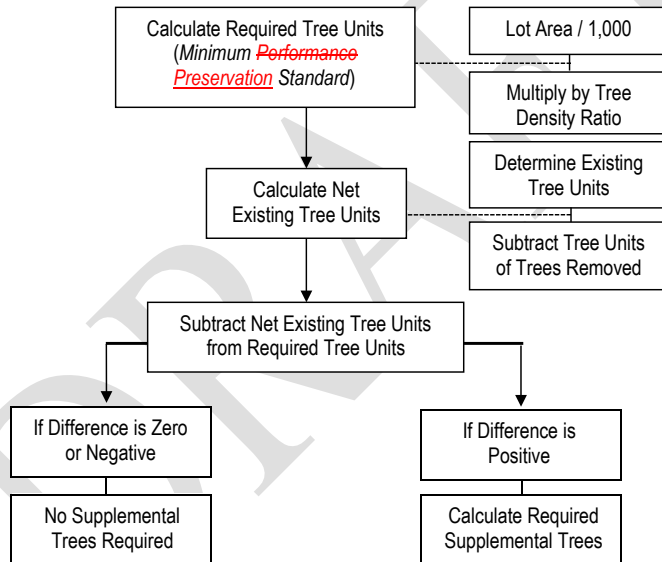 Calculate Required Tree Units
(Minimum Performance
Preservation Standard)
Lot Area / 1,000
Multiply by Tree
Density Ratio
Calculate Net
Existing Tree Units
Determine Existing
Tree Units
Subtract Tree Units
of Trees Removed
Subtract Net Existing Tree Units
from Required Tree Units
If Difference is Zero
or Negative
If Difference is
Positive
No Supplemental
Trees Required
Calculate Required
Supplemental Trees